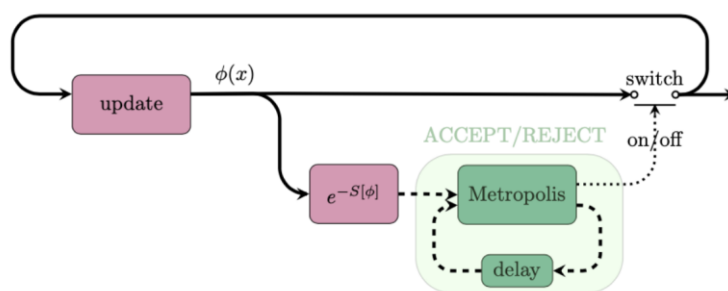 ϕ(x)
switch
update
ACCEPT/REJECT
on/off
e^{-S[ϕ]}
Metropolis
delay